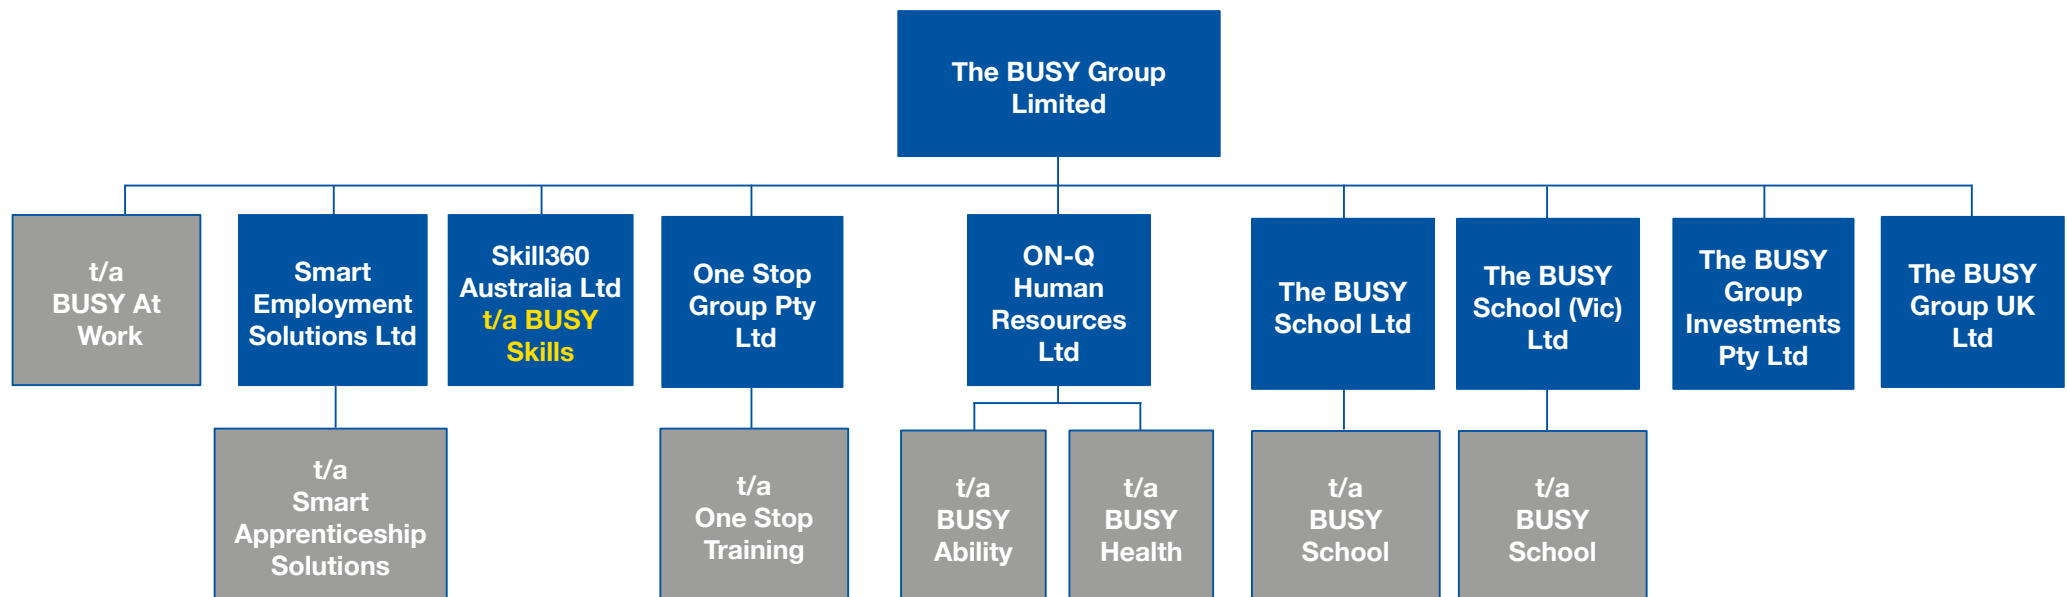 The BUSY Group
Limited
t/a
BUSY At
Work
Smart
Employment
Solutions Ltd
Skill360
Australia Ltd
t/a BUSY
Skills
One Stop
Group Pty
Ltd
ON-Q
Human
Resources
Ltd
The BUSY
School Ltd
The BUSY
School (Vic)
Ltd
The BUSY
Group
Investments
Pty Ltd
The BUSY
Group UK
Ltd
t/a
Smart
Apprenticeship
Solutions
t/a
One Stop
Training
t/a
BUSY
Ability
t/a
BUSY
Health
t/a
BUSY
School
t/a
BUSY
School